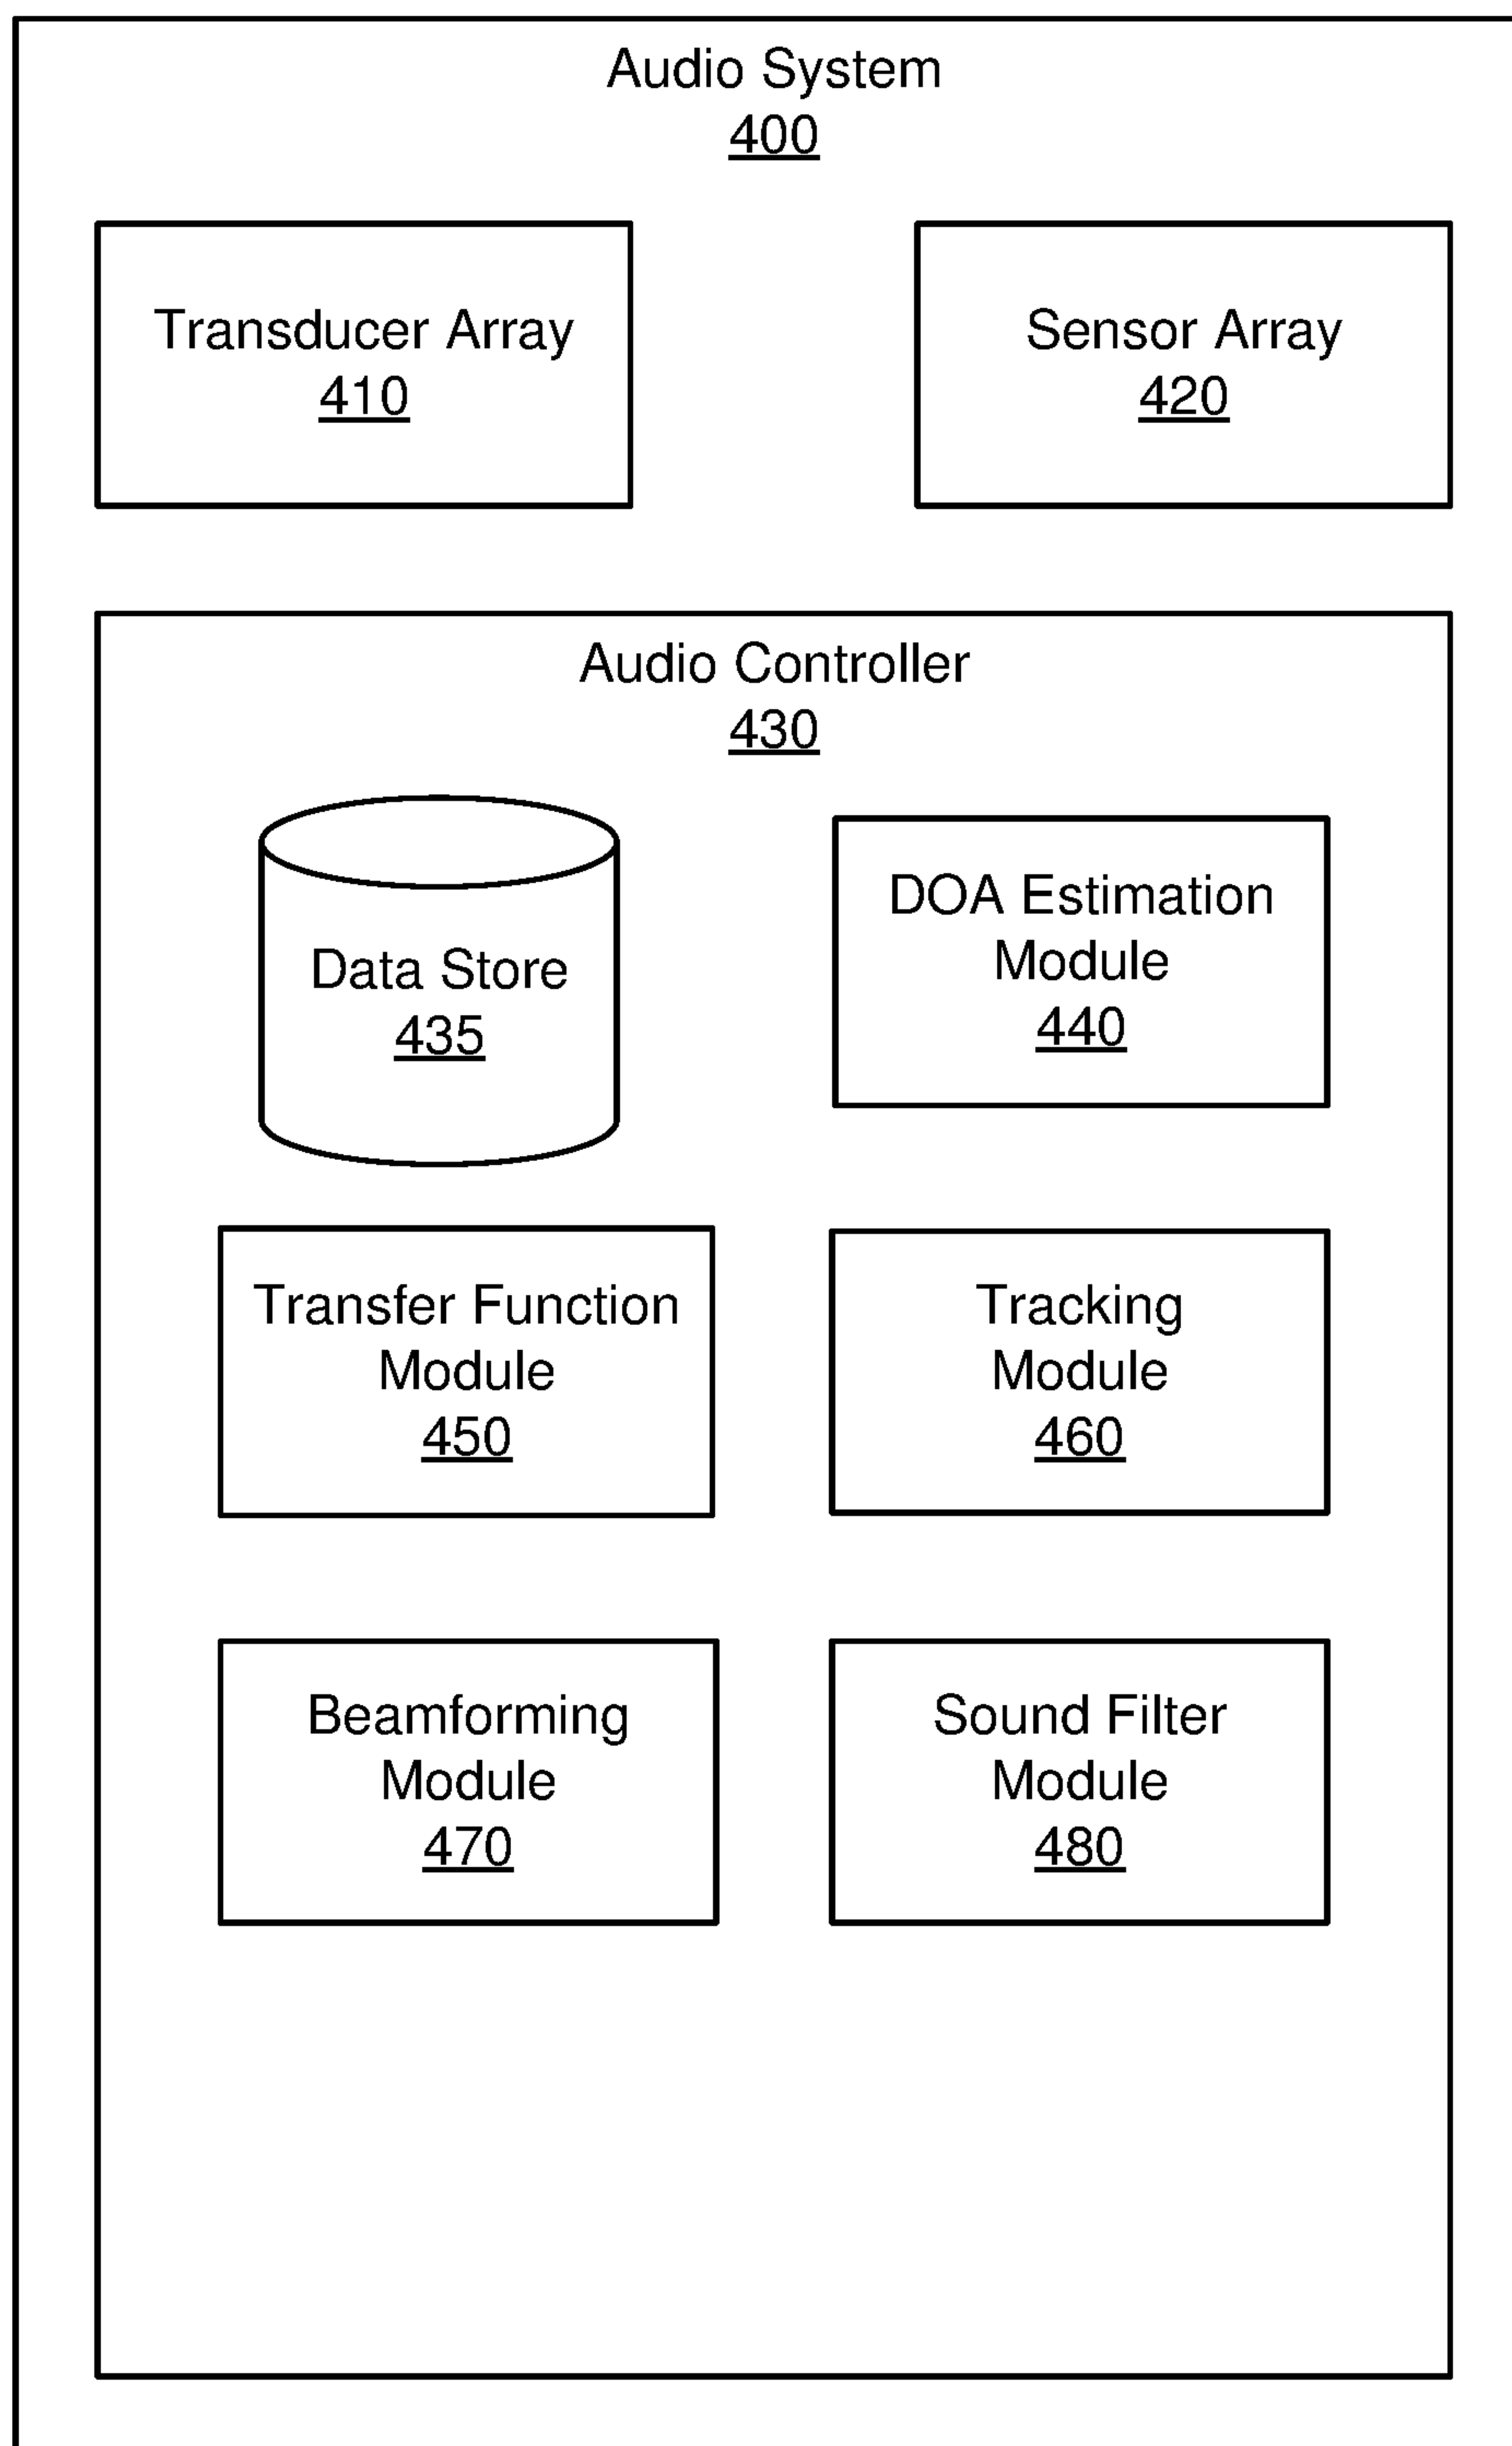 Audio System
400
Transducer Array
410
Sensor Array
420
Audio Controller
430
Data Store
435
DOA Estimation
Module
440
Transfer Function
Module
450
Tracking
Module
460
Beamforming
Module
470
Sound Filter
Module
480